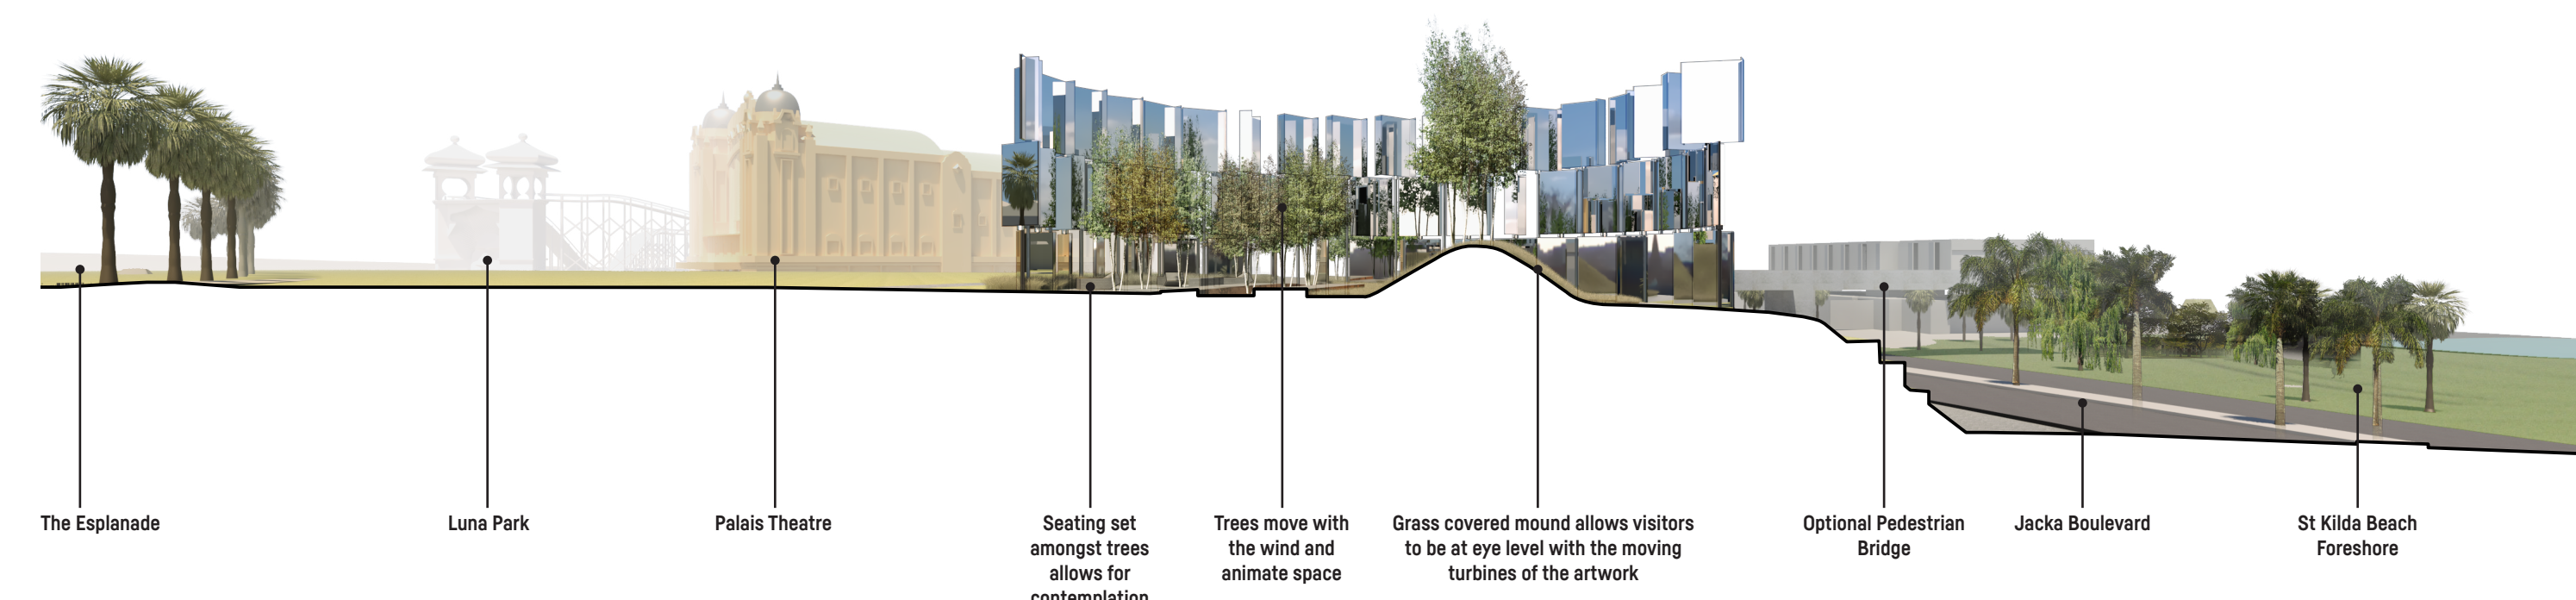 The Esplanade
Luna Park
Palais Theatre
Seating set
amongst trees
allows for
contemplation
Trees move with
the wind and
animate space
Grass covered mound allows visitors
to be at eye level with the moving
turbines of the artwork
Optional Pedestrian
Bridge
Jacka Boulevard
St Kilda Beach
Foreshore